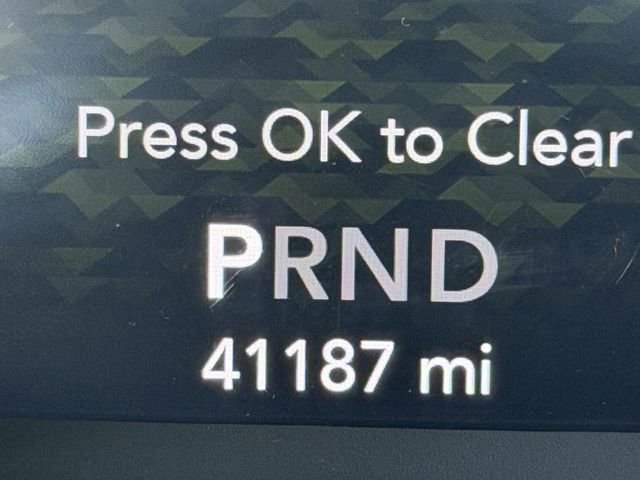 Press OK to Clear
PRND
41187 mi